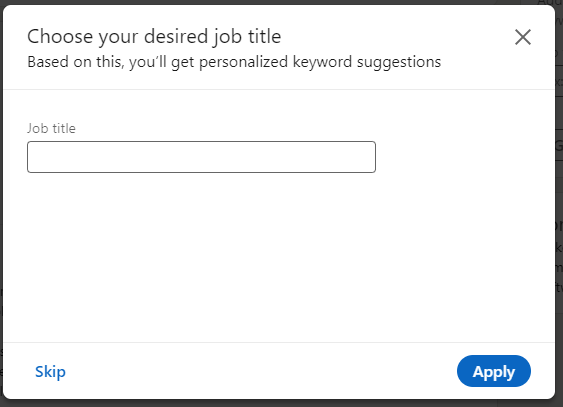 Choose your desired job title
Based on this, you'll get personalized keyword suggestions
Job title
Skip
Apply